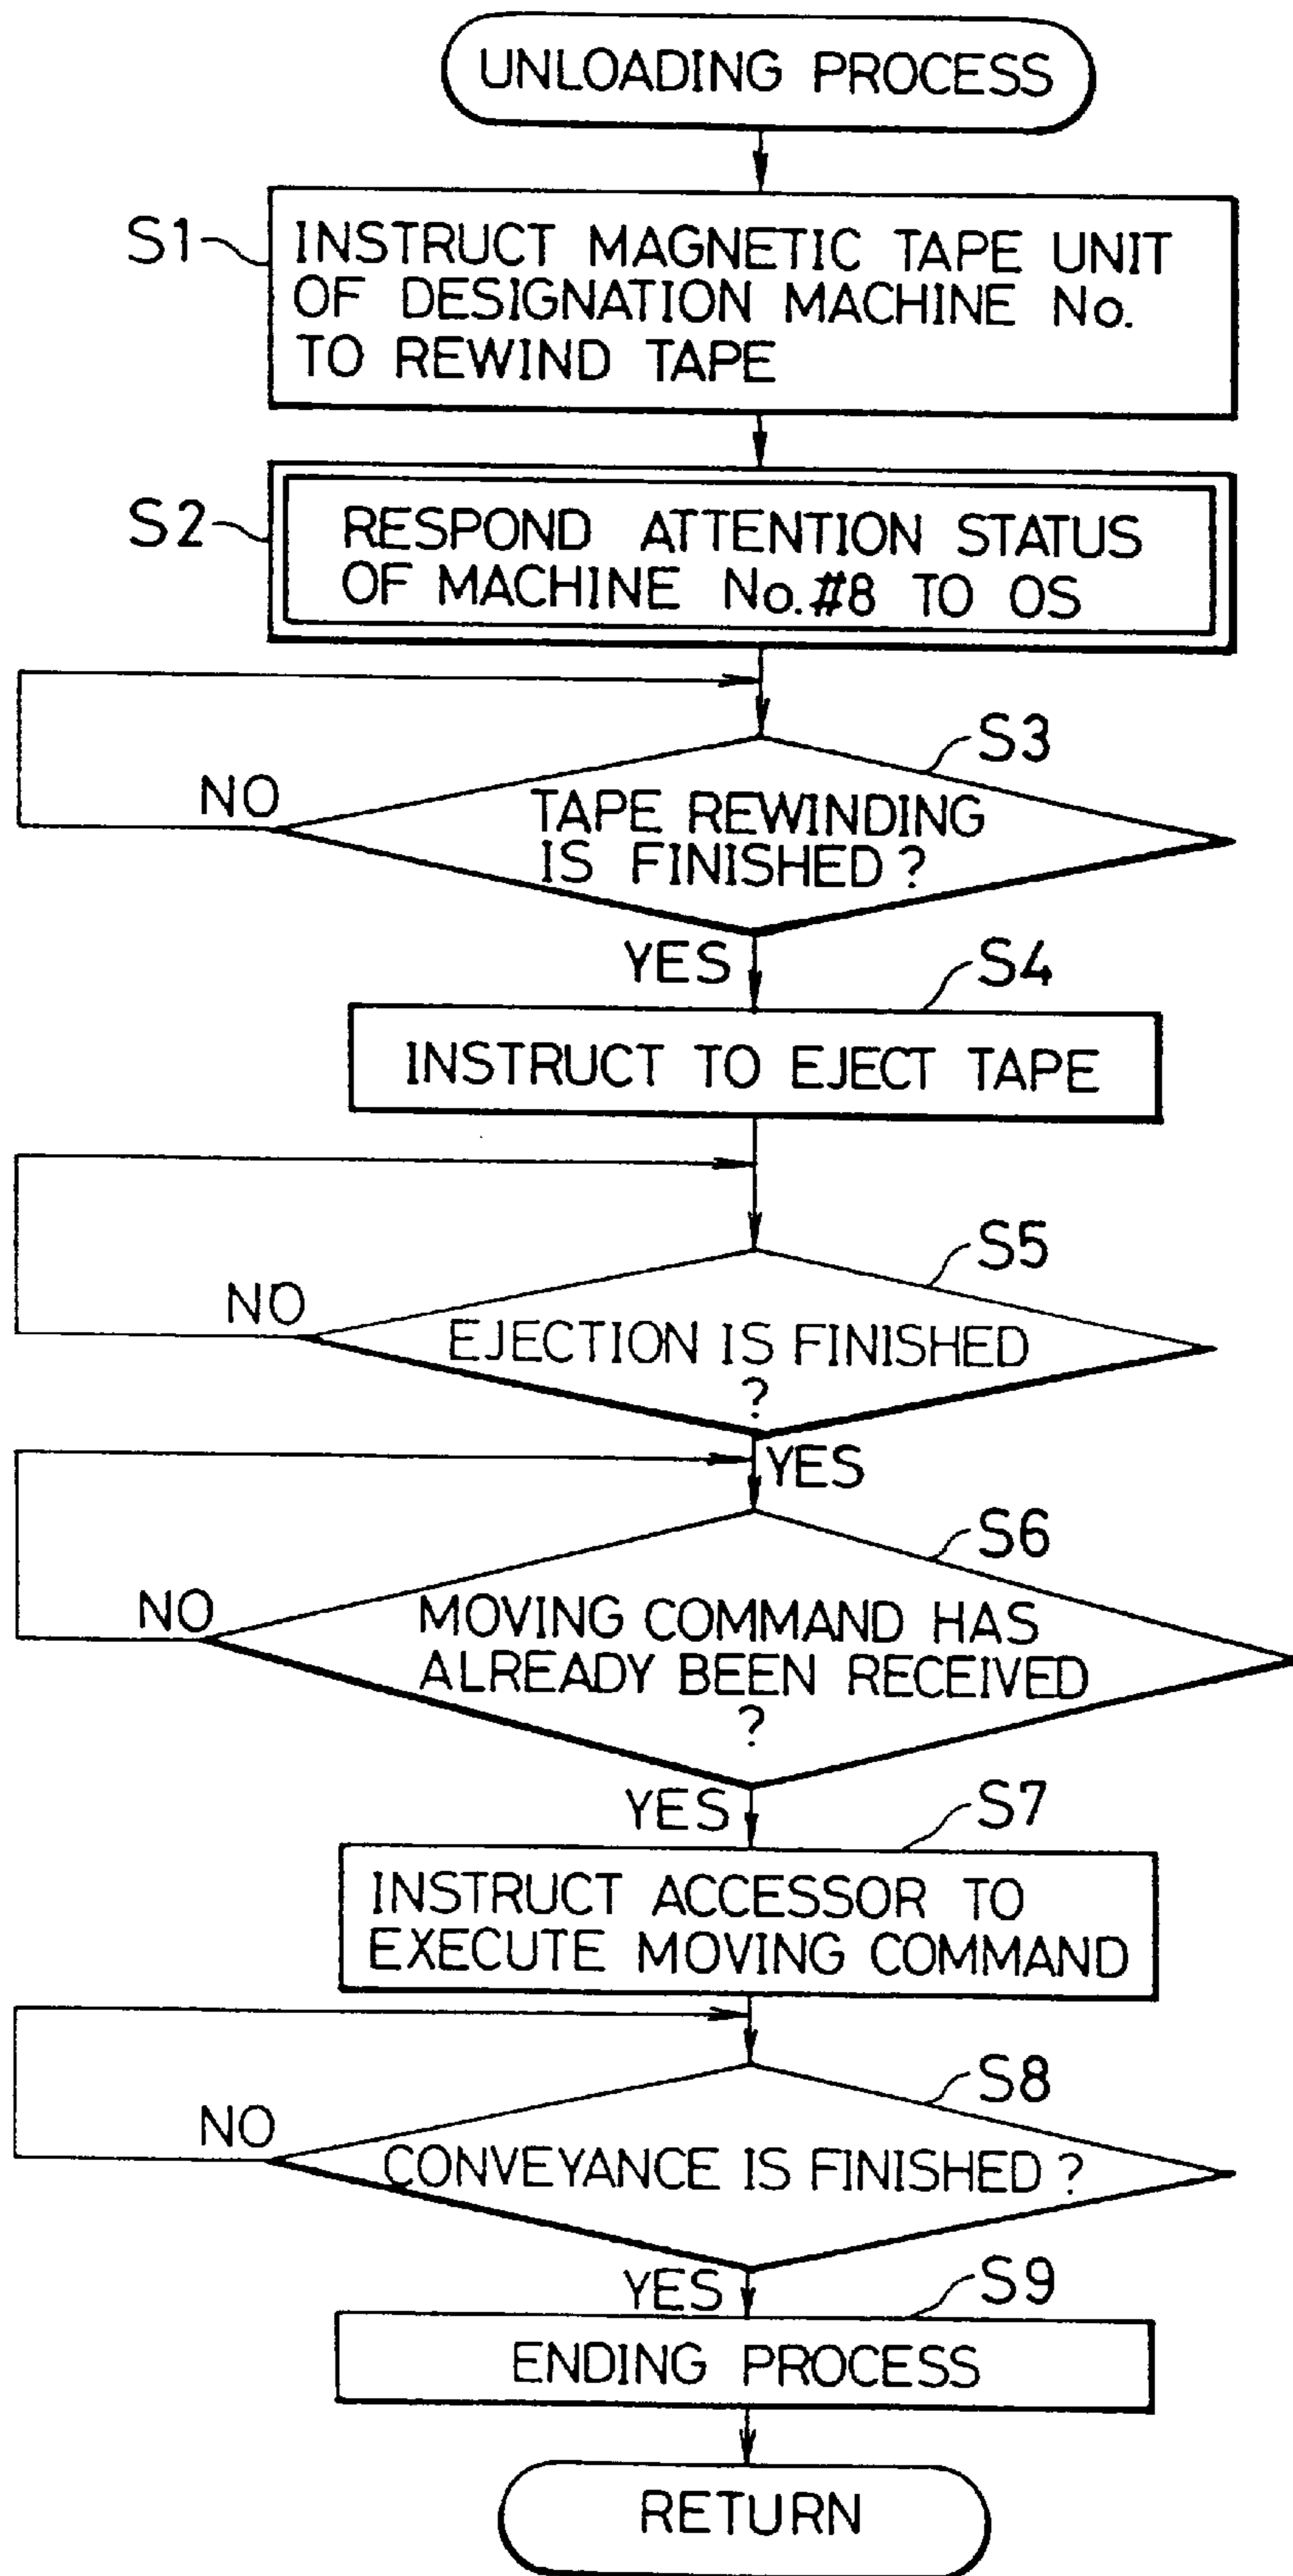 UNLOADING PROCESS
S1
INSTRUCT MAGNETIC TAPE UNIT
OF DESIGNATION MACHINE No.
TO REWIND TAPE
S2
RESPOND ATTENTION STATUS
OF MACHINE No.#8 TO OS
S3
NO
TAPE REWINDING
IS FINISHED?
YES
S4
INSTRUCT TO EJECT TAPE
S5
NO
EJECTION IS FINISHED
?
YES
S6
NO
MOVING COMMAND HAS
ALREADY BEEN RECEIVED
?
YES
S7
INSTRUCT ACCESSOR TO
EXECUTE MOVING COMMAND
S8
NO
CONVEYANCE IS FINISHED?
YES
S9
ENDING PROCESS
RETURN